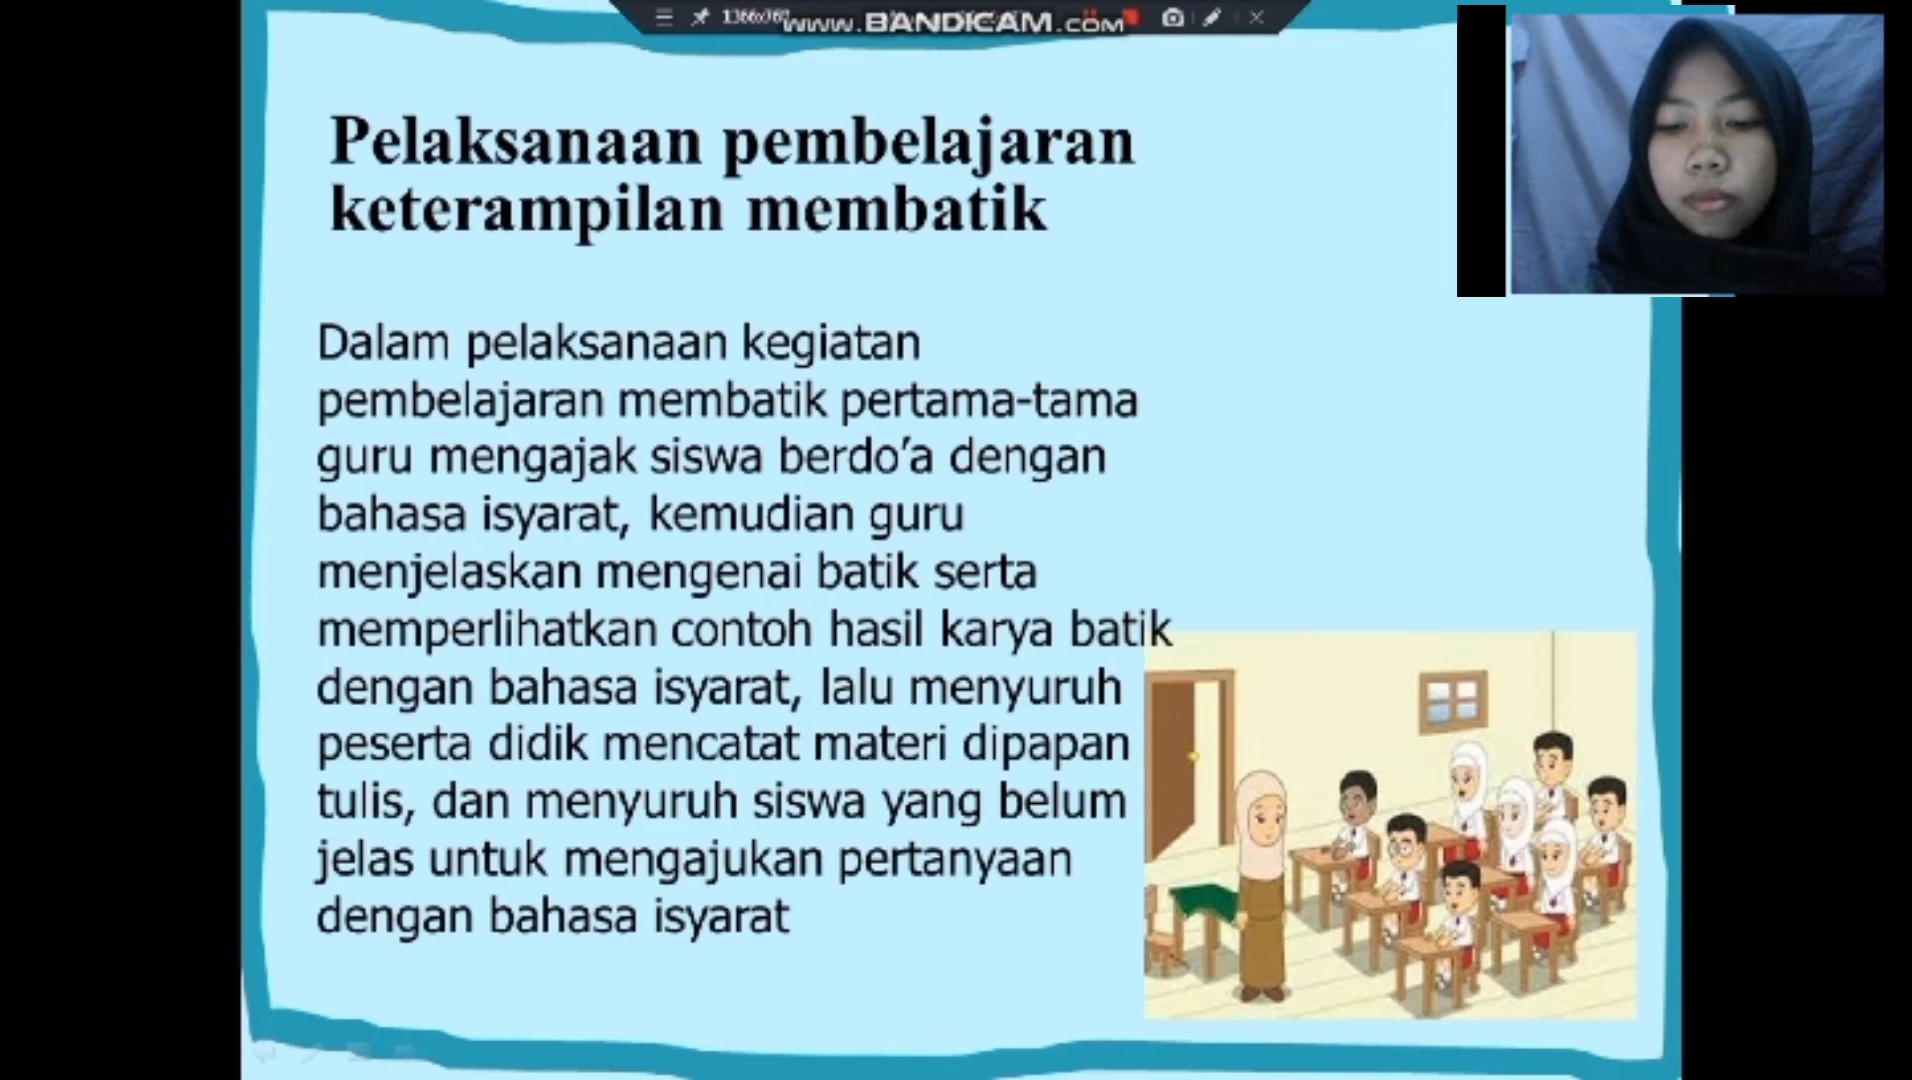 www.BANDICAM.COM
Pelaksanaan pembelajaran
keterampilan membatik
Dalam pelaksanaan kegiatan
pembelajaran membatik pertama-tama
guru mengajak siswa berdo’a dengan
bahasa isyarat, kemudian guru
menjelaskan mengenai batik serta
memperlihatkan contoh hasil karya batik
dengan bahasa isyarat, lalu menyuruh
peserta didik mencatat materi dipapan
tulis, dan menyuruh siswa yang belum
jelas untuk mengajukan pertanyaan
dengan bahasa isyarat